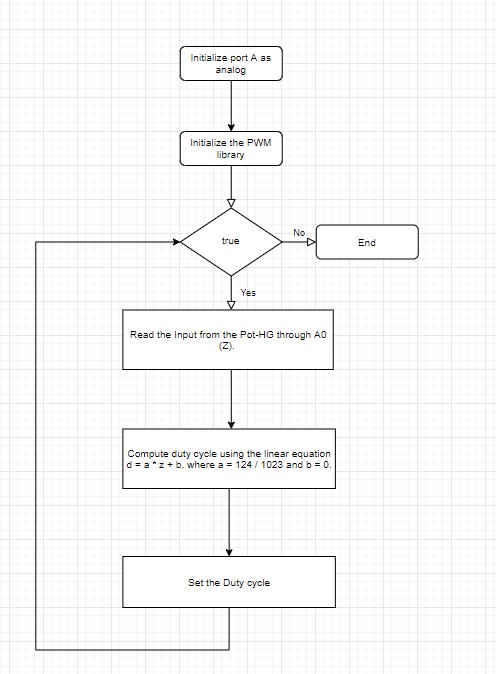 Initialize port A as
analog
Initialize the PWM
library
true
No
End
Yes
Read the Input from the Pot-HG through A0
(Z).
Compute duty cycle using the linear equation
d = a * z + b, where a = 124 / 1023 and b = 0.
Set the Duty cycle